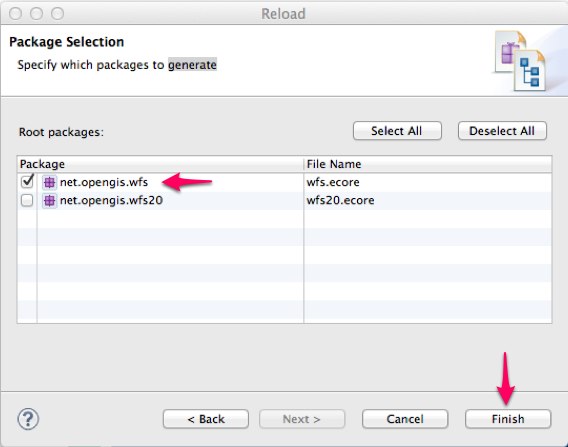 Reload
Package Selection
Specify which packages to generate
Root packages:
Select All
Deselect All
Package
File Name
net.opengis.wfs
wfs.ecore
net.opengis.wfs20
wfs20.ecore
?
< Back
Next >
Cancel
Finish